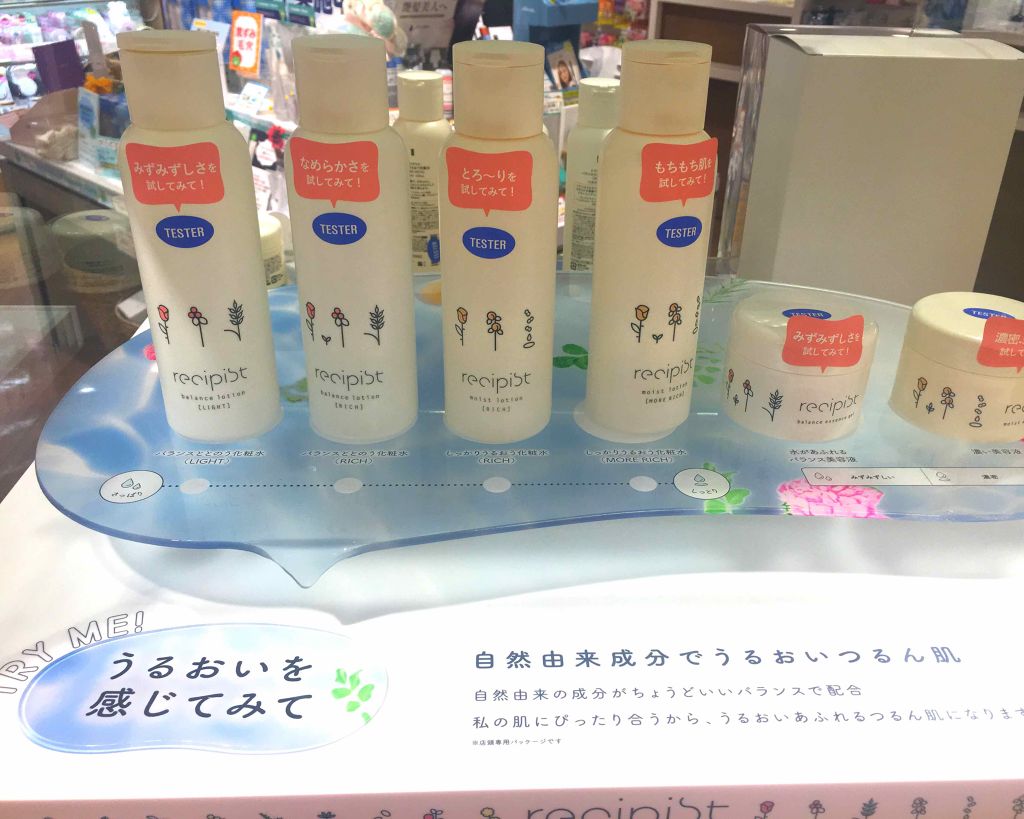 みずみずしさを
試してみて!
TESTER
recipist
balance lotion
[LIGHT]
なめらかさを
試してみて!
TESTER
recipist
balance lotion
[RICH]
とろ〜りを
試してみて!
TESTER
recipist
moist lotion
[RICH]
もちもち肌を
試してみて!
TESTER
recipist
moist lotion
[MORE RICH]
TESTER
みずみずしさを
試してみて!
recipist
balance essence gel
TESTER
濃密
試して
recipist
バランスととのう化粧水
(LIGHT)
バランスととのう化粧水
(RICH)
しっかりうるおう化粧水
(RICH)
しっかりうるおう化粧水
(MORE RICH)
水があふれる
バランス美容液
濃い美容液
さっぱり
しっとり
みずみずしい
濃密
TRY ME!
うるおいを
感じてみて
自然由来成分でうるおいつるん肌
自然由来の成分がちょうどいいバランスで配合
私の肌にぴったり合うから、うるおいあふれるつるん肌になります
※店頭専用パッケージです
recipist